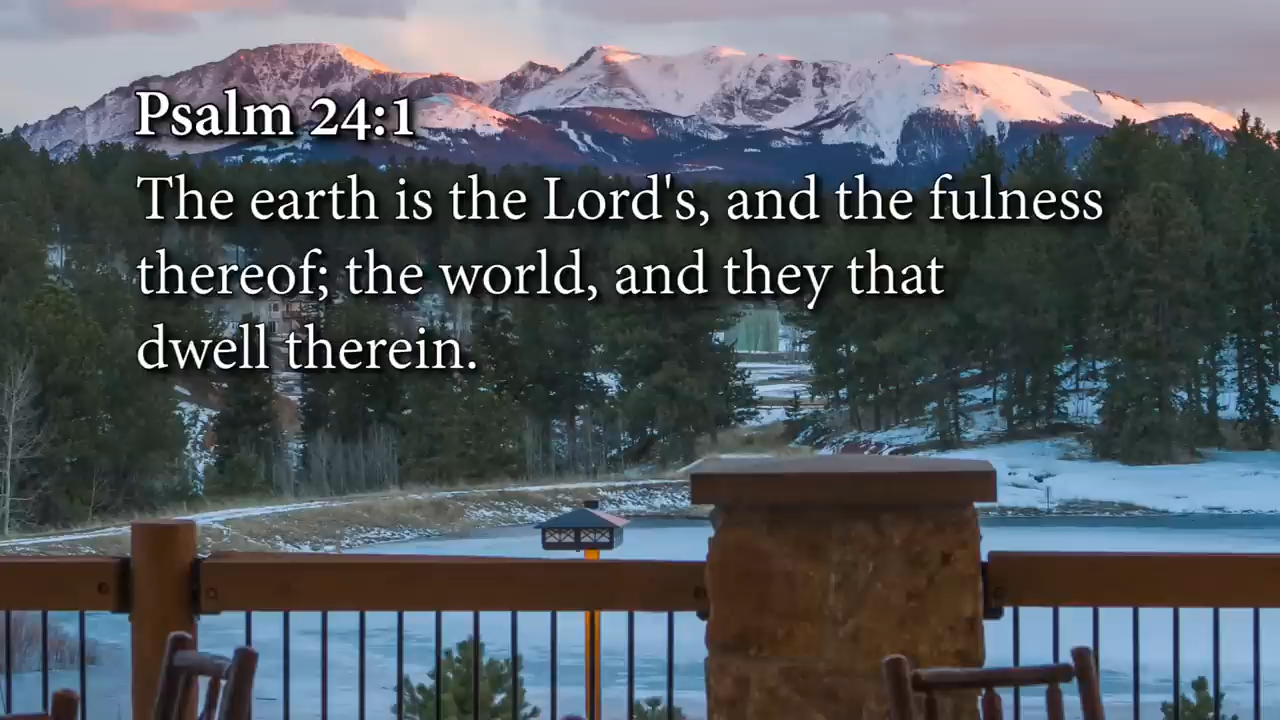 Psalm 24:1
The earth is the Lord's, and the fulness
thereof; the world, and they that
dwell therein.